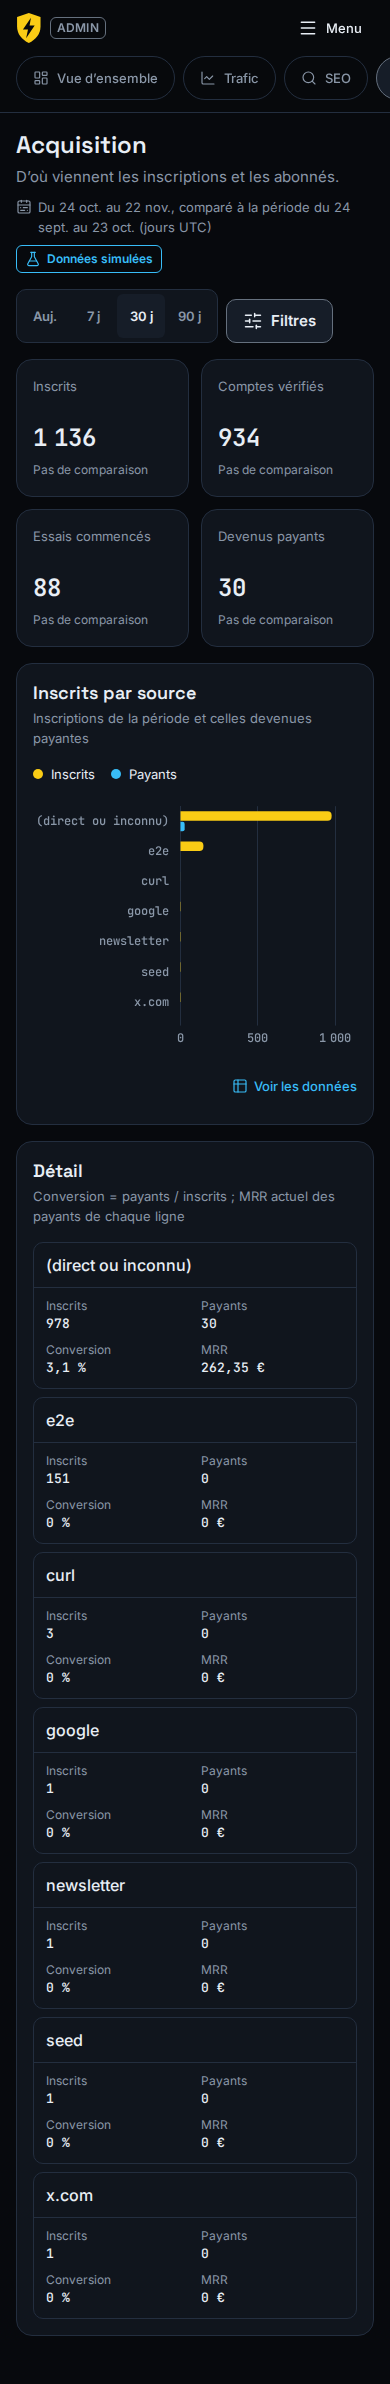 ADMIN
Menu
Vue d'ensemble
Trafic
SEO
Acquisition
D'où viennent les inscriptions et les abonnés.
Du 24 oct. au 22 nov., comparé à la période du 24
sept. au 23 oct. (jours UTC)
Données simulées
Auj.
7 j
30 j
90 j
Filtres
Inscrits
Comptes vérifiés
1 136
934
Pas de comparaison
Pas de comparaison
Essais commencés
Devenus payants
88
30
Pas de comparaison
Pas de comparaison
Inscrits par source
Inscriptions de la période et celles devenues
payantes
Inscrits
Payants
(direct ou inconnu)
e2e
curl
google
newsletter
seed
x.com
0
500
1 000
Voir les données
Détail
Conversion = payants / inscrits ; MRR actuel des
payants de chaque ligne
(direct ou inconnu)
Inscrits
Payants
978
30
Conversion
MRR
3,1 %
262,35 €
e2e
Inscrits
Payants
151
0
Conversion
MRR
0 %
0 €
curl
Inscrits
Payants
3
0
Conversion
MRR
0 %
0 €
google
Inscrits
Payants
1
0
Conversion
MRR
0 %
0 €
newsletter
Inscrits
Payants
1
0
Conversion
MRR
0 %
0 €
seed
Inscrits
Payants
1
0
Conversion
MRR
0 %
0 €
x.com
Inscrits
Payants
1
0
Conversion
MRR
0 %
0 €